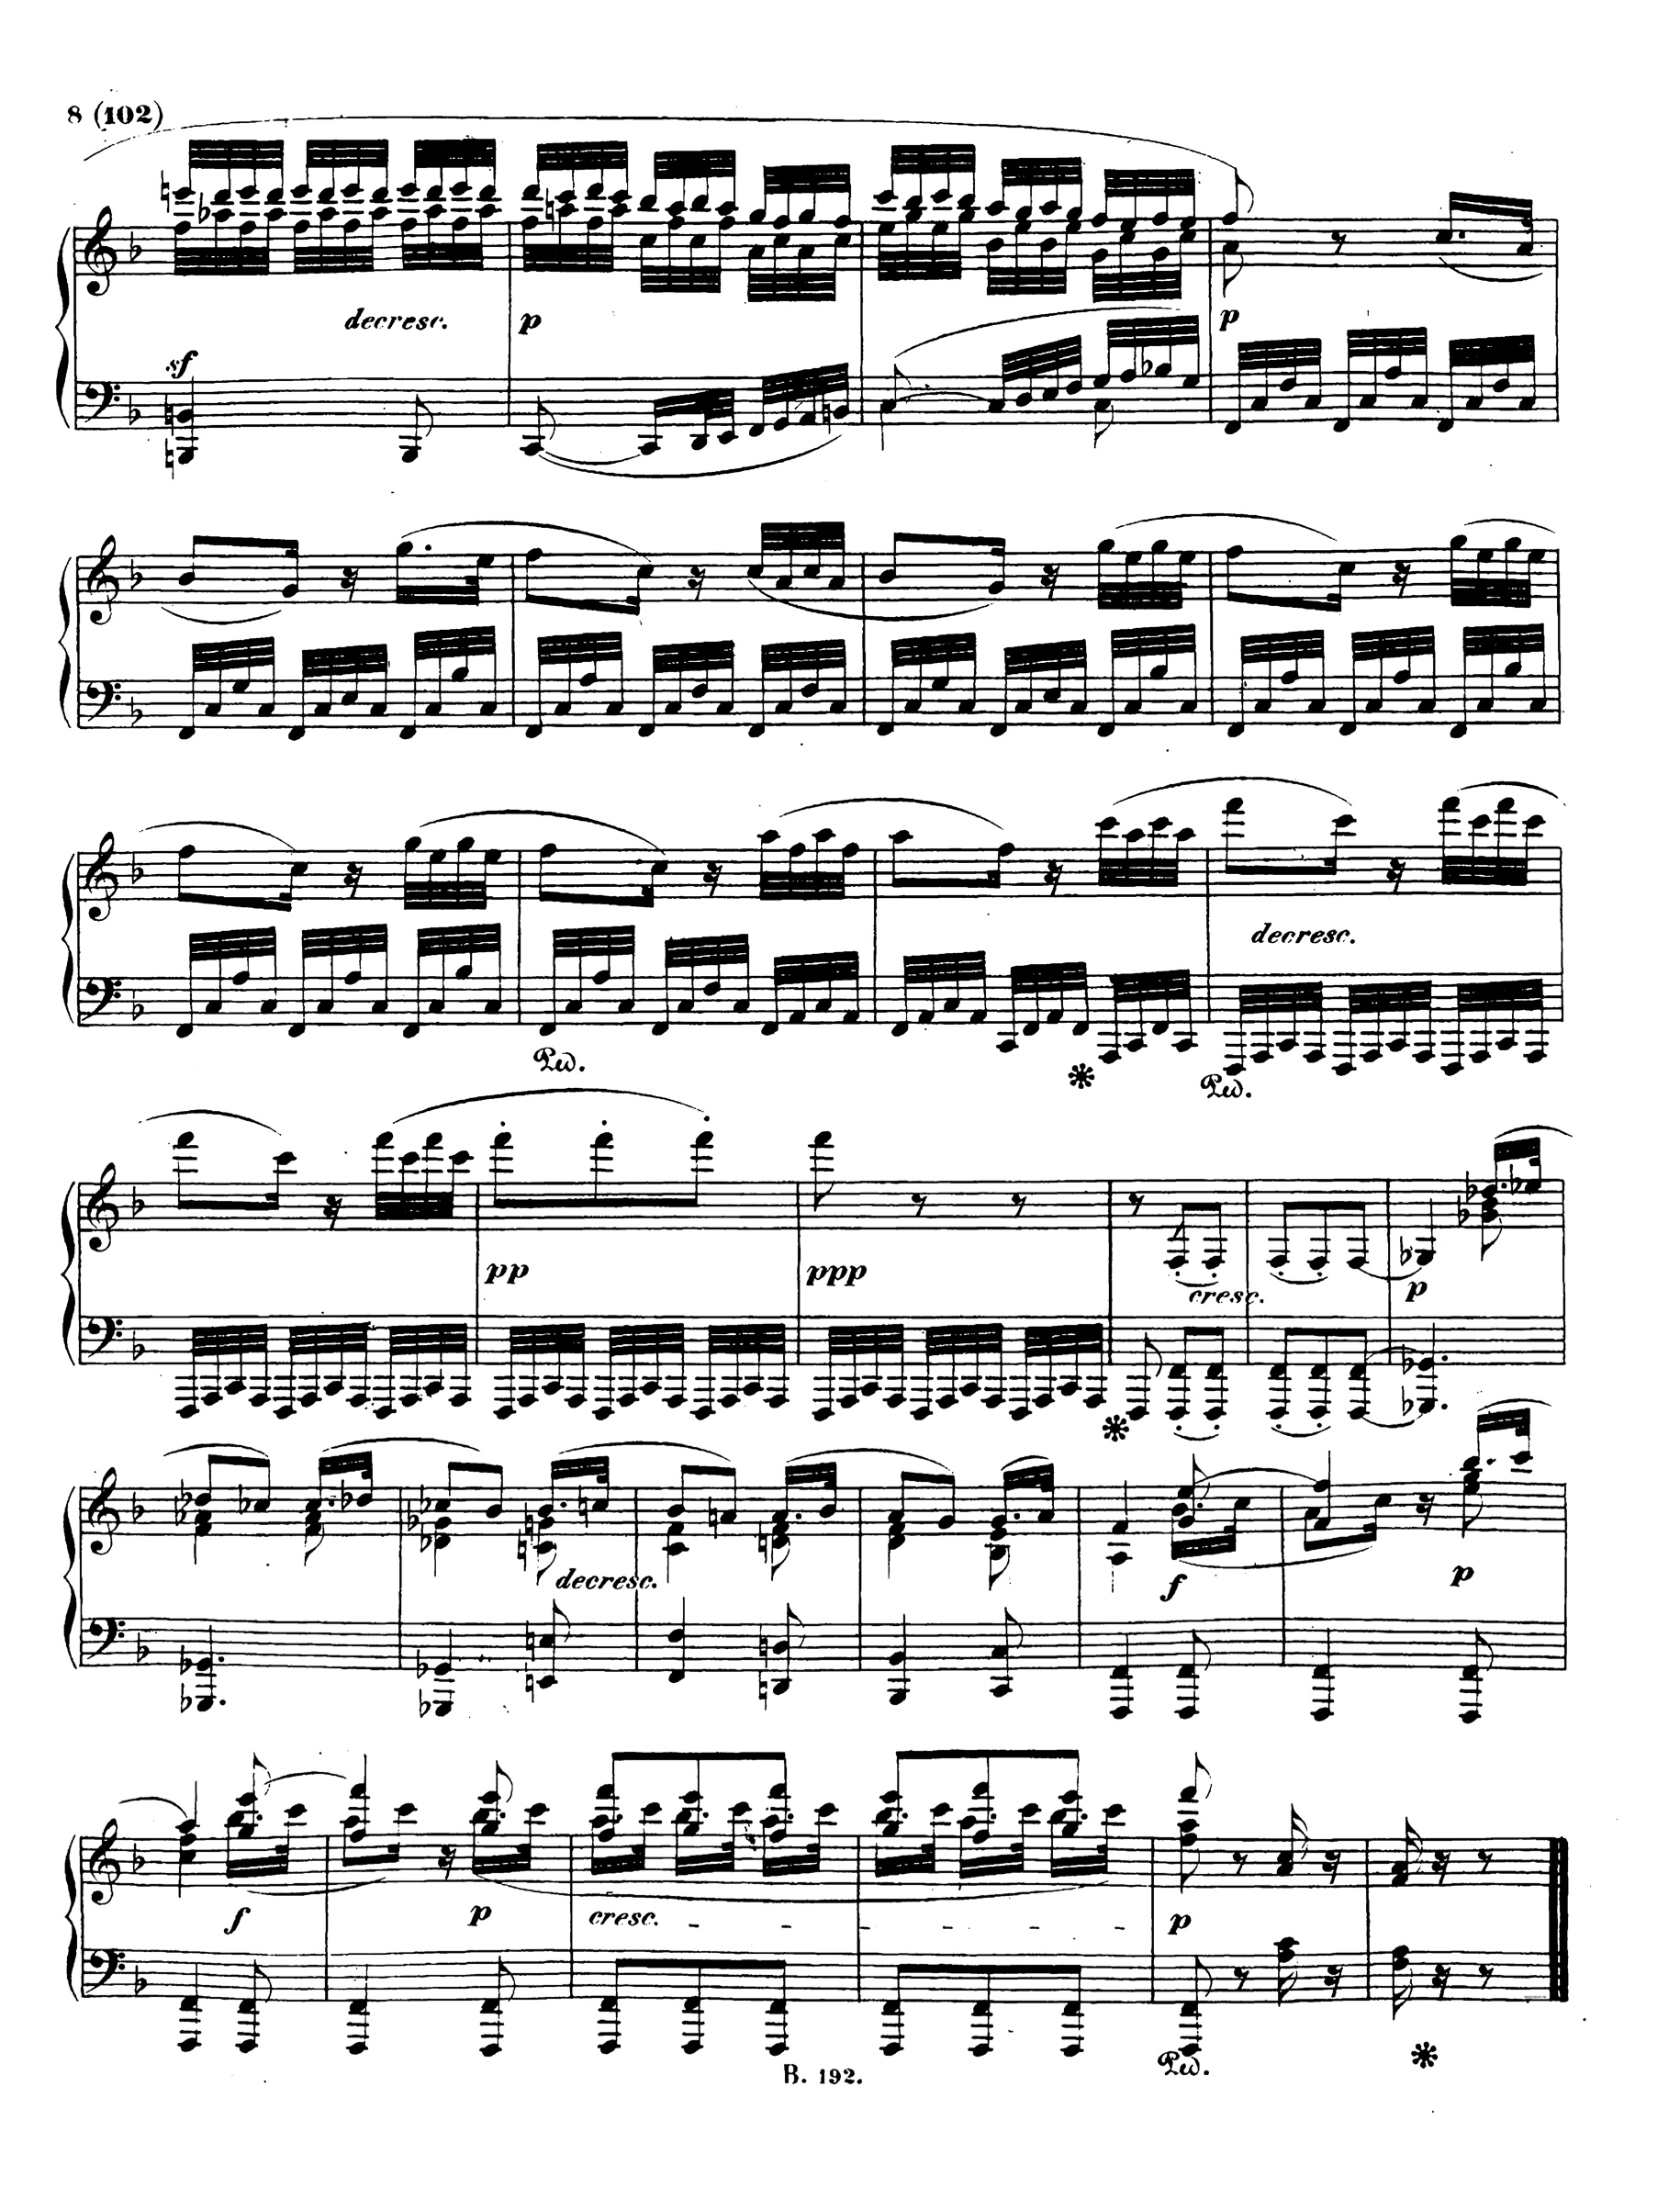 8 (102)
sf decresc. p p
Ped. decresc. Ped.
pp ppp cresc. p
decresc. f p
f p cresc. p
Ped.
B. 192.